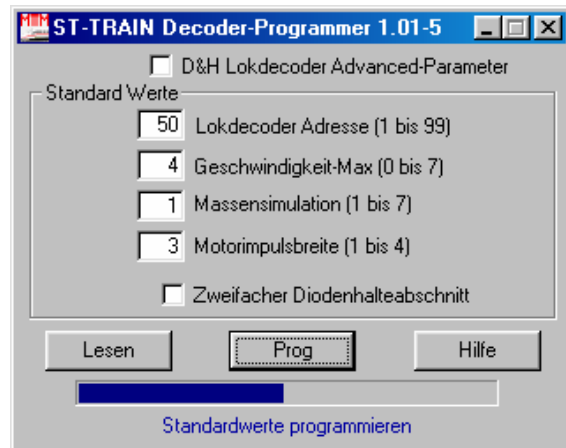 ST-TRAIN Decoder-Programmer 1.01-5
D&H Lokdecoder Advanced-Parameter
Standard Werte
50 Lokdecoder Adresse (1 bis 99)
4 Geschwindigkeit-Max (0 bis 7)
1 Massensimulation (1 bis 7)
3 Motorimpulsbreite (1 bis 4)
Zweifacher Diodenhalteabschnitt
Lesen Prog Hilfe
Standardwerte programmieren